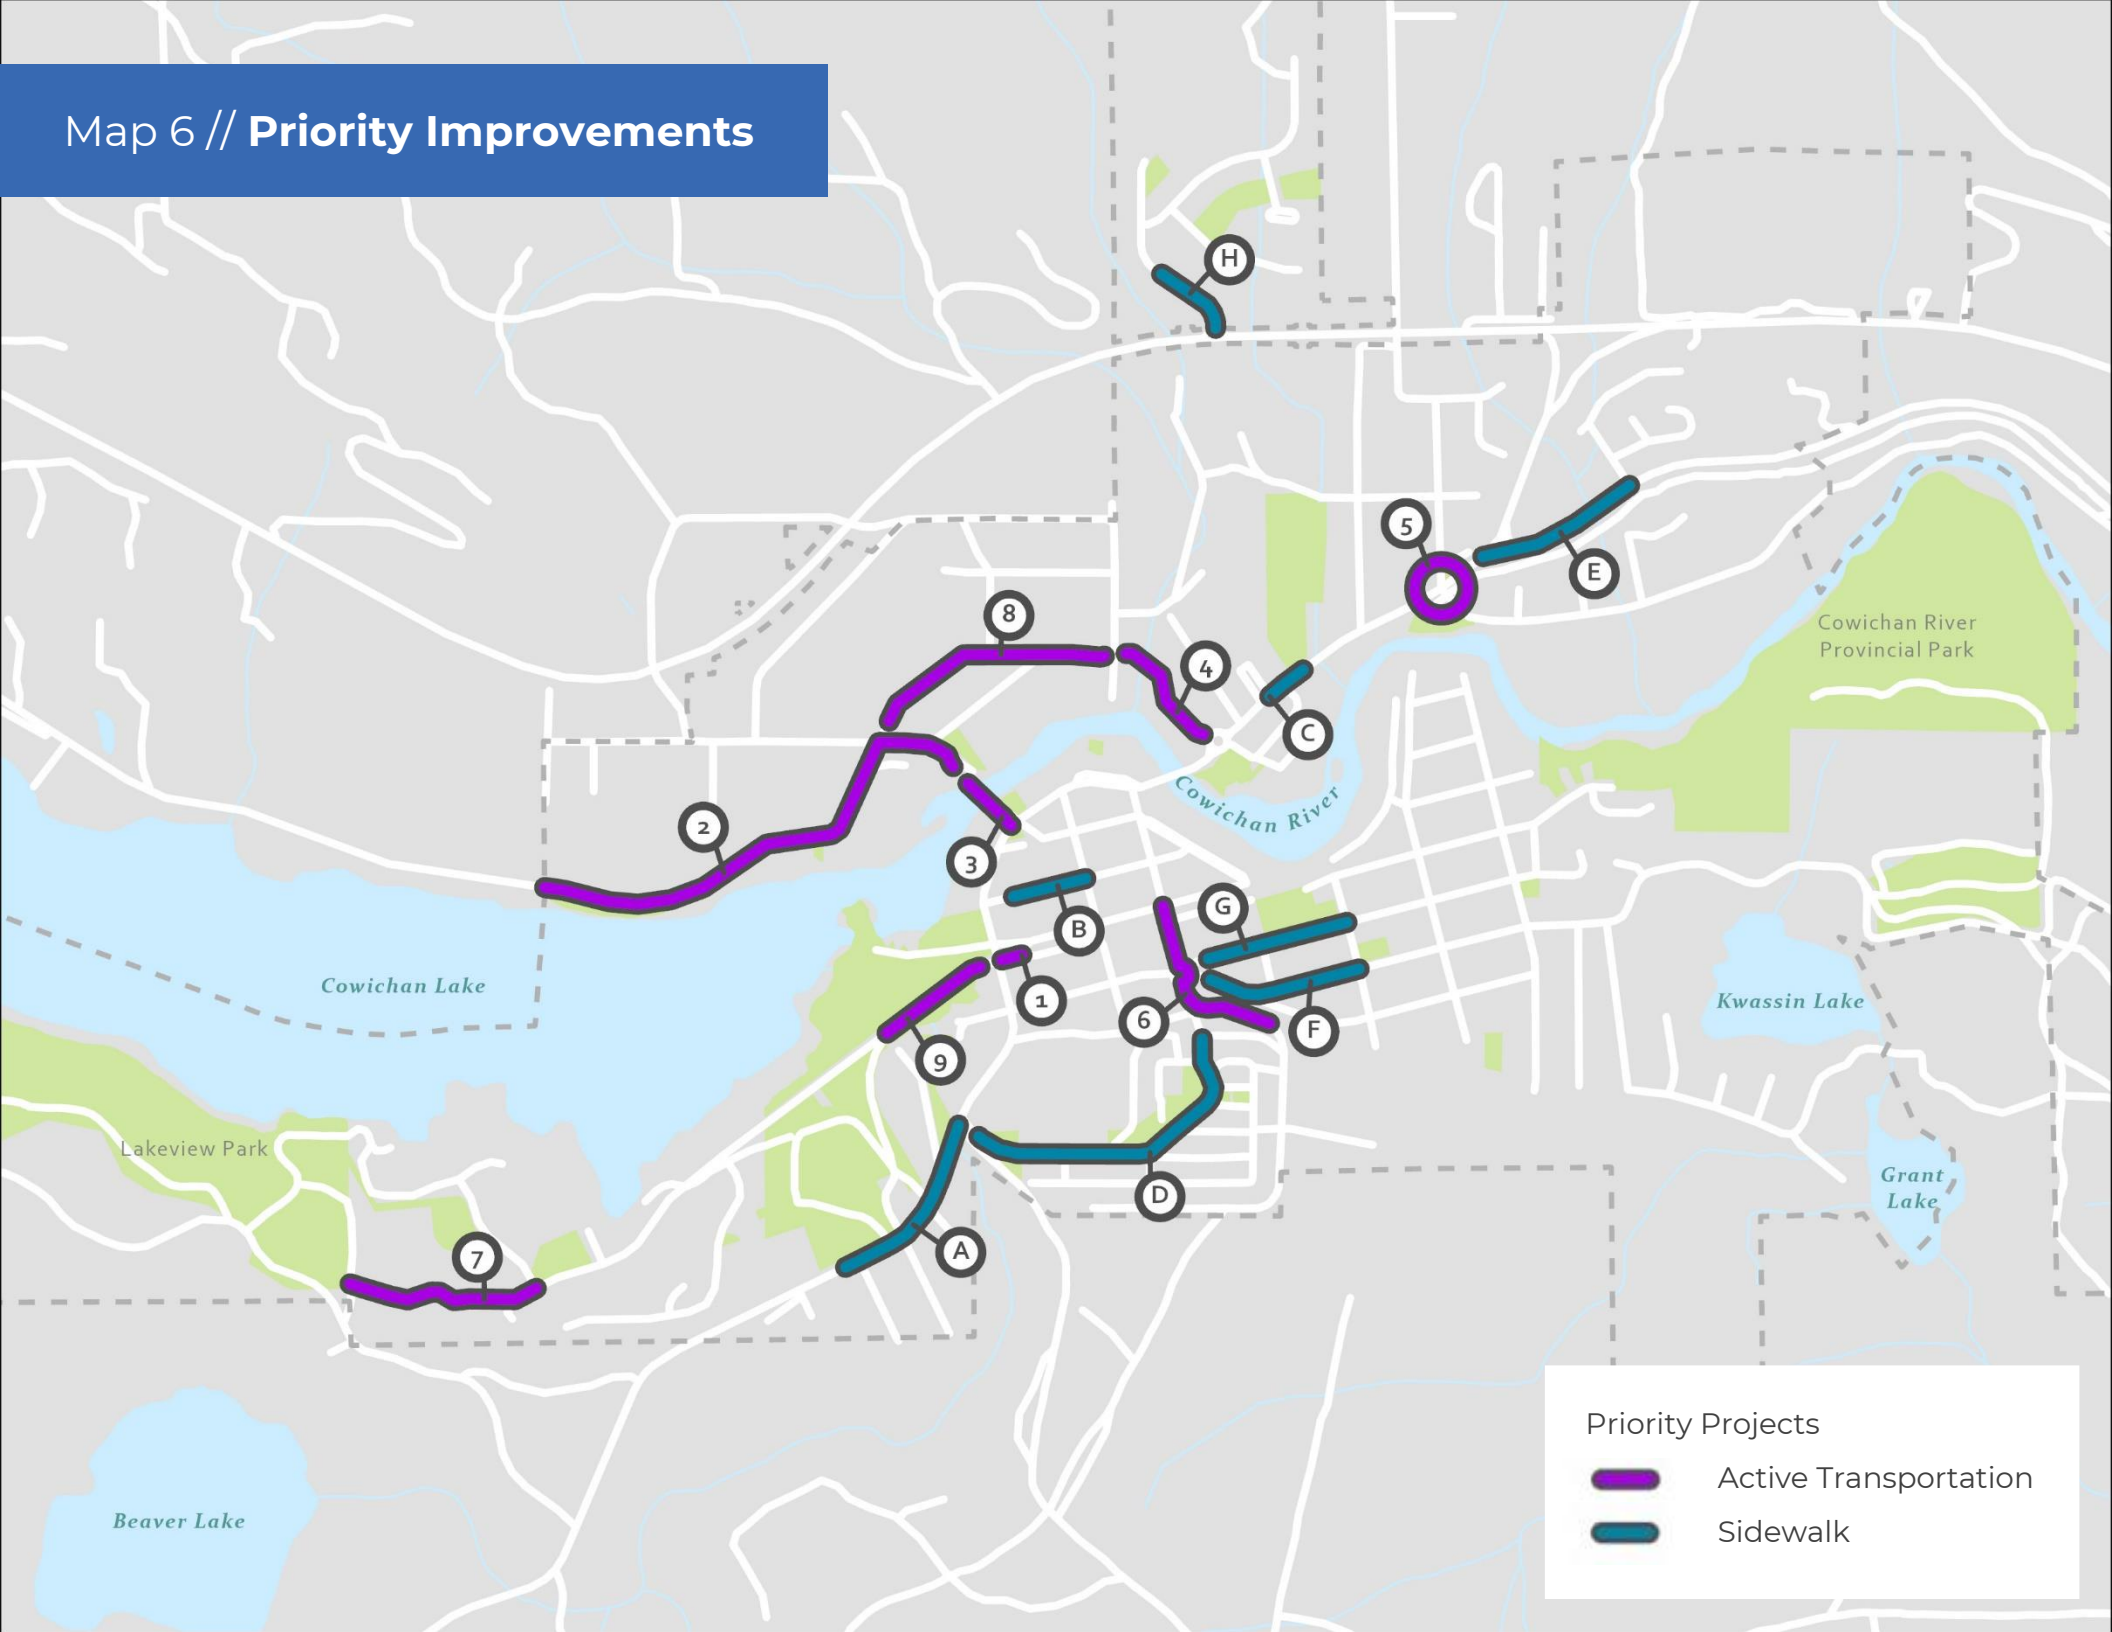 Map 6 // Priority Improvements
H
5
E
Cowichan River
Provincial Park
8
4
C
Cowichan River
2
3
B
G
Cowichan Lake
1
6
F
Kwassin Lake
9
Lakeview Park
Grant
Lake
D
A
7
Beaver Lake
Priority Projects
Active Transportation
Sidewalk